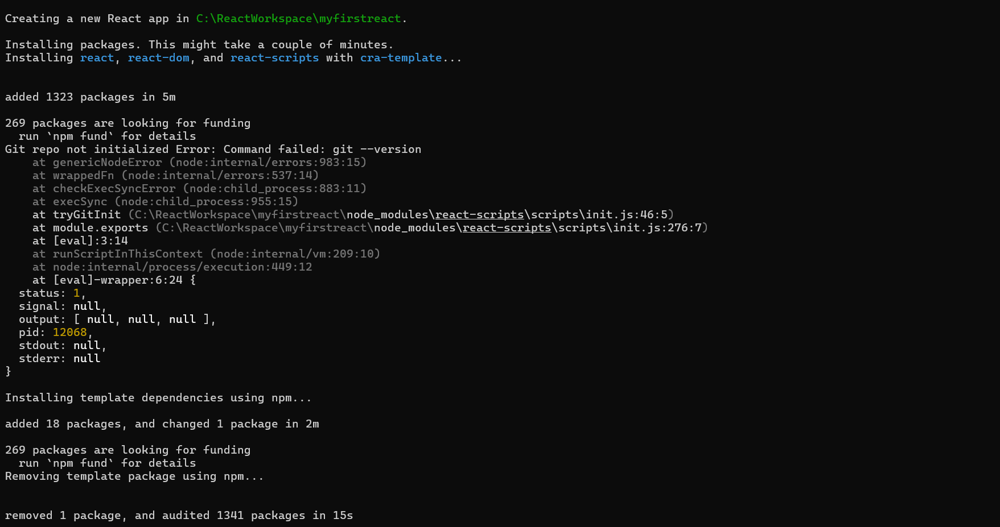 Creating a new React app in C:\ReactWorkspace\myfirstreact.
Installing packages. This might take a couple of minutes.
Installing react, react-dom, and react-scripts with cra-template...
added 1323 packages in 5m
269 packages are looking for funding
  run `npm fund` for details
Git repo not initialized Error: Command failed: git --version
    at genericNodeError (node:internal/errors:983:15)
    at wrappedFn (node:internal/errors:537:14)
    at checkExecSyncError (node:child_process:883:11)
    at execSync (node:child_process:955:15)
    at tryGitInit (C:\ReactWorkspace\myfirstreact\node_modules\react-scripts\scripts\init.js:46:5)
    at module.exports (C:\ReactWorkspace\myfirstreact\node_modules\react-scripts\scripts\init.js:276:7)
    at [eval]:3:14
    at runScriptInThisContext (node:internal/vm:209:10)
    at node:internal/process/execution:449:12
    at [eval]-wrapper:6:24 {
  status: 1,
  signal: null,
  output: [ null, null, null ],
  pid: 12068,
  stdout: null,
  stderr: null
}
Installing template dependencies using npm...
added 18 packages, and changed 1 package in 2m
269 packages are looking for funding
  run `npm fund` for details
Removing template package using npm...
removed 1 package, and audited 1341 packages in 15s